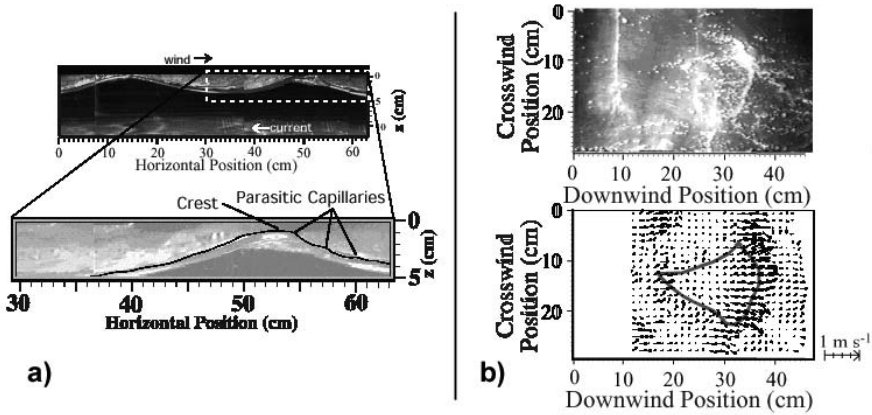 wind
0
5
10
z (cm)
current
0 10 20 30 40 50 60
Horizontal Position (cm)
Crest
Parasitic Capillaries
0
5
z (cm)
30 40 50 60
Horizontal Position (cm)
a)
0
10
20
Crosswind
Position (cm)
0 10 20 30 40
Downwind Position (cm)
0
10
20
Crosswind
Position (cm)
0 10 20 30 40
Downwind Position (cm)
1 m s⁻¹
b)